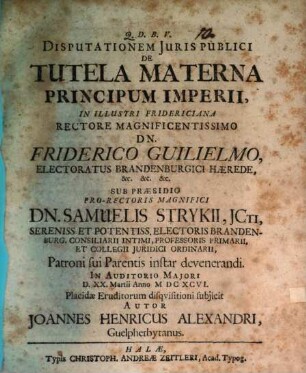 Q. D. B. V.
DISPUTATIONEM JURIS PUBLICI
DE
TUTELA MATERNA
PRINCIPUM IMPERII,
IN ILLUSTRI FRIDERICIANA
RECTORE MAGNIFICENTISSIMO
DN.
FRIDERICO GUILIELMO,
ELECTORATUS BRANDENBURGICI HÆREDE,
&c. &c. &c.
SUB PRÆSIDIO
PRO-RECTORIS MAGNIFICI
DN. SAMUELIS STRYKII, JCTI,
SERENISS ET POTENTISS, ELECTORIS BRANDEN-
BURG. CONSILIARII INTIMI, PROFESSORIS PRIMARII,
ET COLLEGII JURIDICI ORDINARII,
Patroni sui Parentis instar devenerandi.
IN AUDITORIO MAJORI
D. XX. Martii Anno M DC XCVI.
Placidæ Eruditorum disqvisitioni subjicit
AUTOR
JOANNES HENRICUS ALEXANDRI,
Guelpherbytanus.
HALÆ,
Typis CHRISTOPH. ANDREÆ ZEITLERI, Acad. Typog.